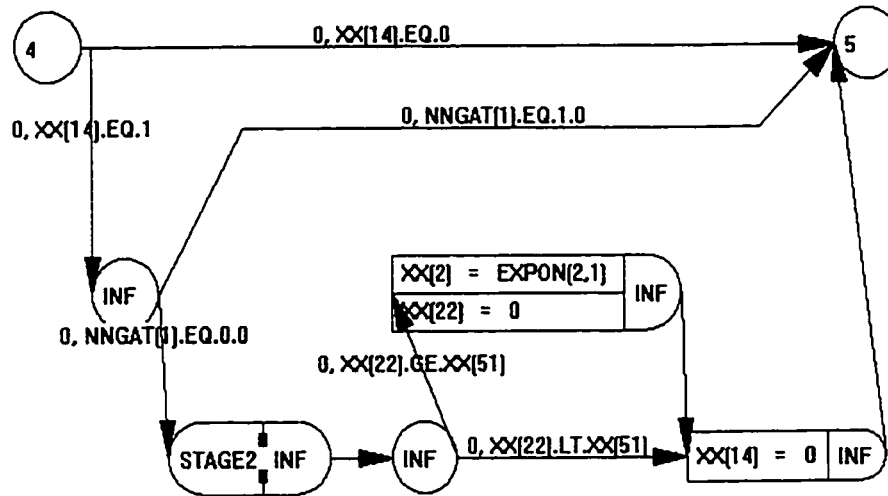 0, XX[14].EQ.0
4
5
0, NNGAT[1].EQ.1.0
0, XX[14].EQ.1
XX[2] = EXPON(2,1)
INF
INF
XX[22] = 0
0, NNGAT[1].EQ.0.0
0, XX[22].GE.XX[51]
0, XX[22].LT.XX[51]
STAGE2 INF
INF
XX[14] = 0 INF